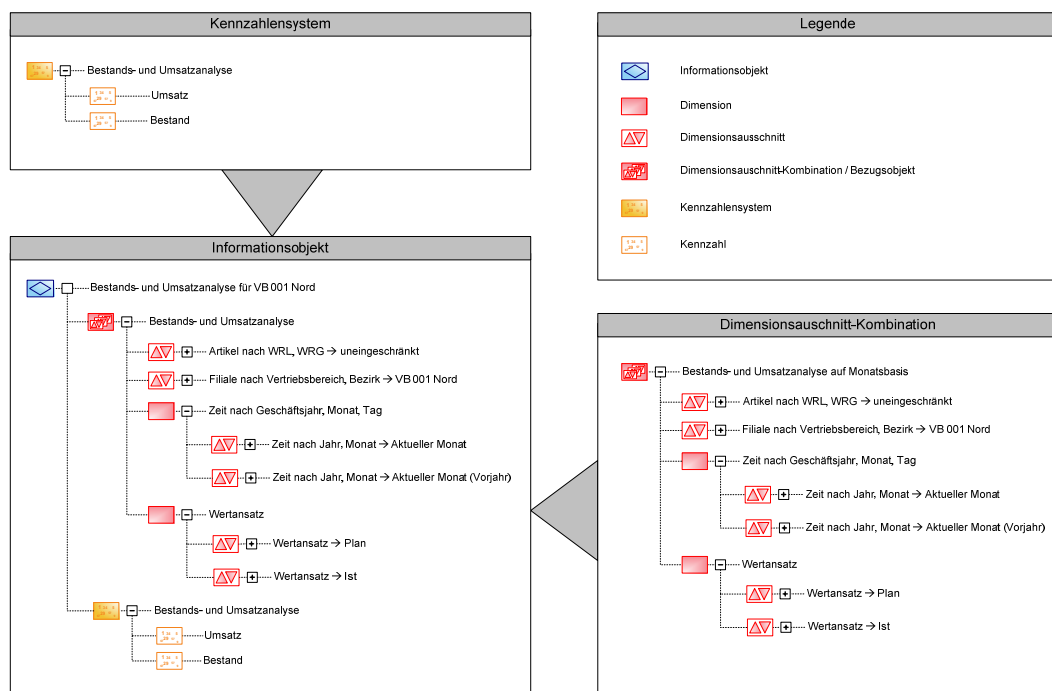 Kennzahlensystem
Bestands- und Umsatzanalyse
Umsatz
Bestand
Legende
Informationsobjekt
Dimension
Dimensionsausschnitt
Dimensionsauschnitt-Kombination / Bezugsobjekt
Kennzahlensystem
Kennzahl
Informationsobjekt
Bestands- und Umsatzanalyse für VB 001 Nord
Bestands- und Umsatzanalyse
Artikel nach WRL, WRG → uneingeschränkt
Filiale nach Vertriebsbereich, Bezirk → VB 001 Nord
Zeit nach Geschäftsjahr, Monat, Tag
Zeit nach Jahr, Monat → Aktueller Monat
Zeit nach Jahr, Monat → Aktueller Monat (Vorjahr)
Wertansatz
Wertansatz → Plan
Wertansatz → Ist
Bestands- und Umsatzanalyse
Umsatz
Bestand
Dimensionsauschnitt-Kombination
Bestands- und Umsatzanalyse auf Monatsbasis
Artikel nach WRL, WRG → uneingeschränkt
Filiale nach Vertriebsbereich, Bezirk → VB 001 Nord
Zeit nach Geschäftsjahr, Monat, Tag
Zeit nach Jahr, Monat → Aktueller Monat
Zeit nach Jahr, Monat → Aktueller Monat (Vorjahr)
Wertansatz
Wertansatz → Plan
Wertansatz → Ist